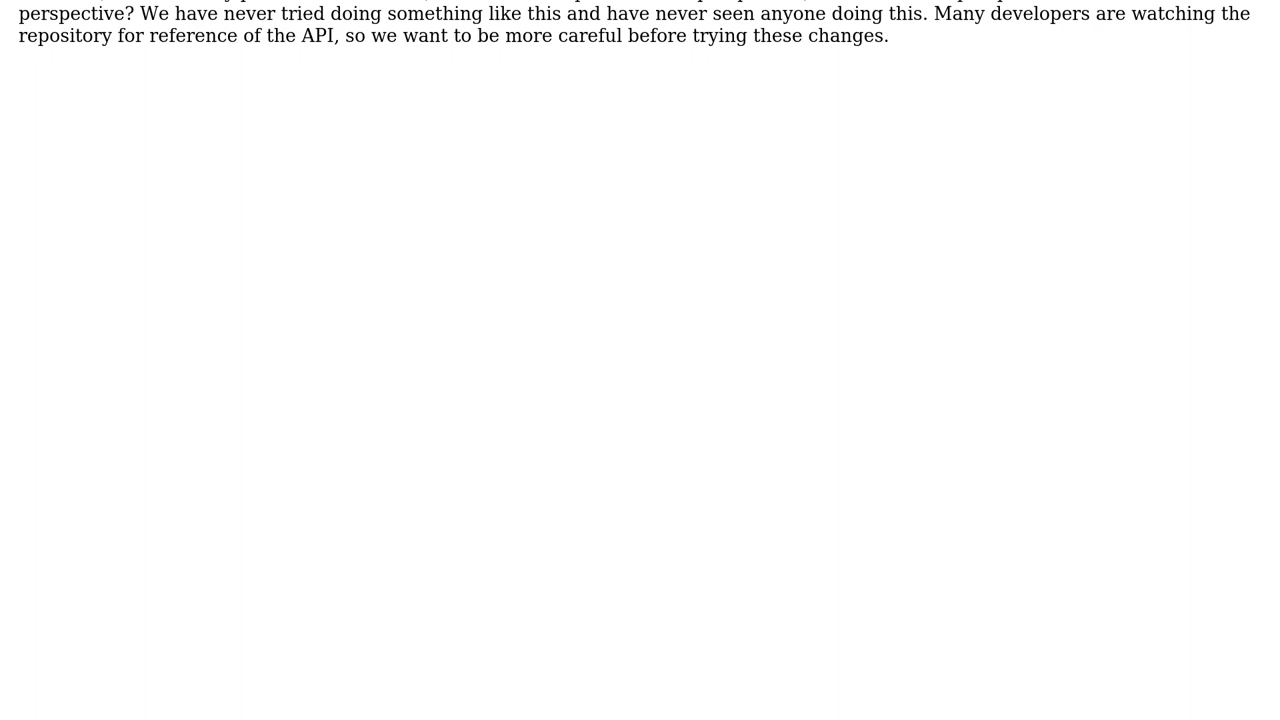 perspective? We have never tried doing something like this and have never seen anyone doing this. Many developers are watching the
repository for reference of the API, so we want to be more careful before trying these changes.